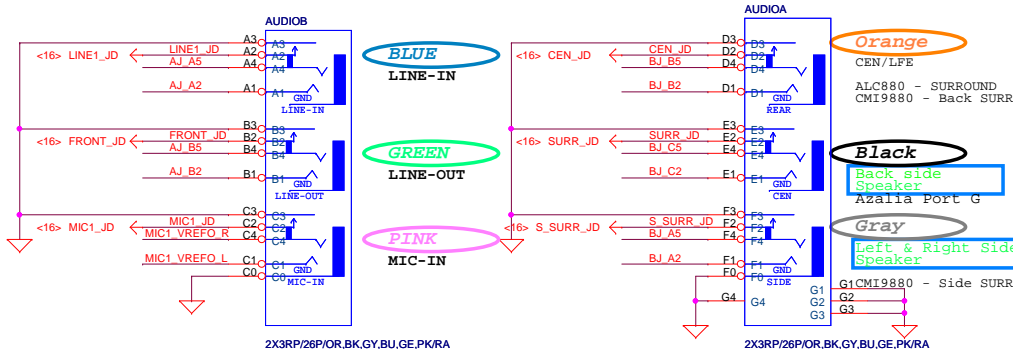 AUDIOB
A3
A3
<16> LINE1_JD
LINE1_JD
A2
A2
AJ_A5
A4
A4
AJ_A2
A1
A1
GND
LINE-IN
BLUE
LINE-IN
B3
B3
<16> FRONT_JD
FRONT_JD
B2
B2
AJ_B5
B4
B4
AJ_B2
B1
B1
GND
LINE-OUT
GREEN
LINE-OUT
C3
C3
<16> MIC1_JD
MIC1_JD
C2
C2
MIC1_VREFO_R
C4
C4
MIC1_VREFO_L
C1
C1
C0
C0
GND
MIC-IN
PINK
MIC-IN
2X3RP/26P/OR,BK,GY,BU,GE,PK/RA
AUDIOA
D3
D3
<16> CEN_JD
CEN_JD
D2
D2
BJ_B5
D4
D4
BJ_B2
D1
D1
GND
REAR
Orange
CEN/LFE
ALC880 - SURROUND
CMI9880 - Back SURR
E3
E3
<16> SURR_JD
SURR_JD
E2
E2
BJ_C5
E4
E4
BJ_C2
E1
E1
GND
CEN
Black
Back side
Speaker
Azalia Port G
F3
F3
<16> S_SURR_JD
S_SURR_JD
F2
F2
BJ_A5
F4
F4
BJ_A2
F1
F1
F0
F0
GND
SIDE
Gray
Left & Right Side
Speaker
CMI9880 - Side SURR
G4
G4
G1
G1
G2
G2
G3
G3
2X3RP/26P/OR,BK,GY,BU,GE,PK/RA